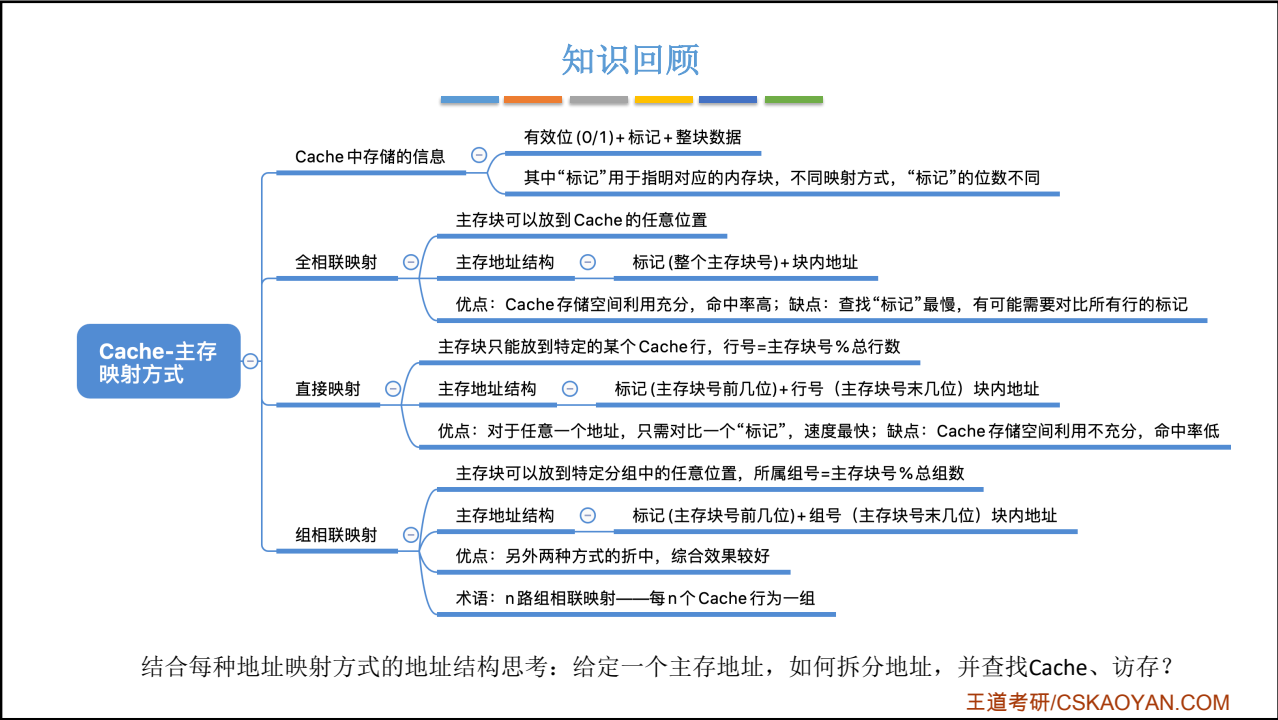 知识回顾
Cache中存储的信息
有效位(0/1)+标记+整块数据
其中“标记”用于指明对应的内存块，不同映射方式，“标记”的位数不同
全相联映射
主存块可以放到Cache的任意位置
主存地址结构
标记(整个主存块号)+块内地址
优点：Cache存储空间利用充分，命中率高；缺点：查找“标记”最慢，有可能需要对比所有行的标记
Cache-主存
映射方式
直接映射
主存块只能放到特定的某个Cache行，行号=主存块号%总行数
主存地址结构
标记(主存块号前几位)+行号（主存块号末几位）块内地址
优点：对于任意一个地址，只需对比一个“标记”，速度最快；缺点：Cache存储空间利用不充分，命中率低
组相联映射
主存块可以放到特定分组中的任意位置，所属组号=主存块号%总组数
主存地址结构
标记(主存块号前几位)+组号（主存块号末几位）块内地址
优点：另外两种方式的折中，综合效果较好
术语：n路组相联映射——每n个Cache行为一组
结合每种地址映射方式的地址结构思考：给定一个主存地址，如何拆分地址，并查找Cache、访存？
王道考研/CSKAOYAN.COM